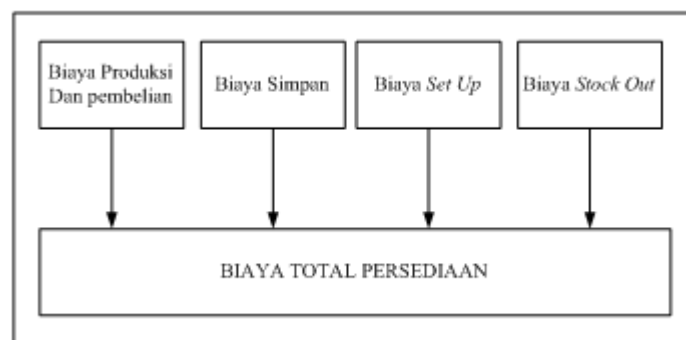 Biaya Produksi
Dan pembelian
Biaya Simpan
Biaya Set Up
Biaya Stock Out
BIAYA TOTAL PERSEDIAAN